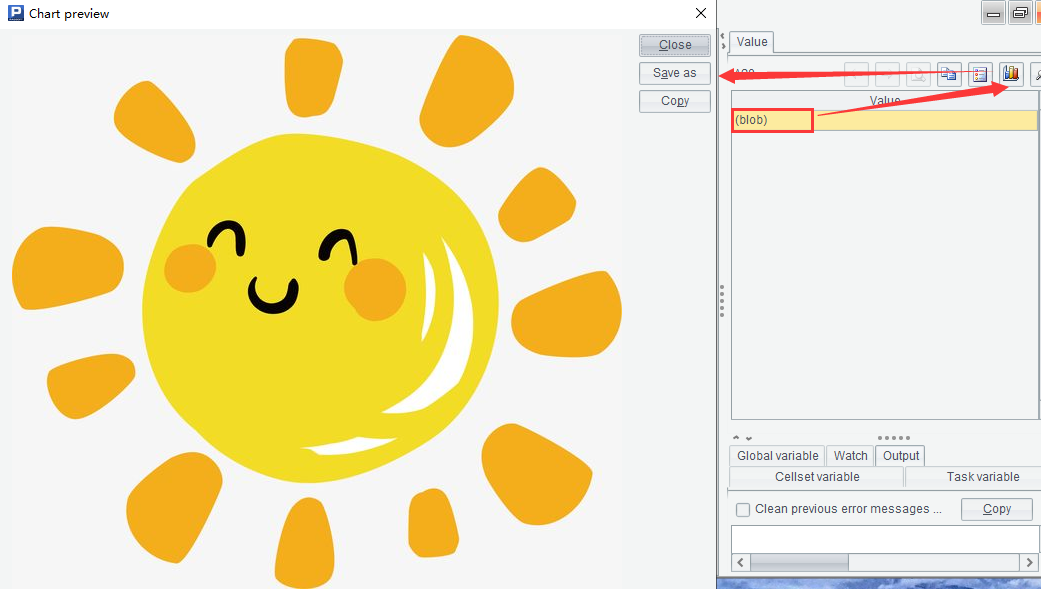 Chart preview
Close
Save as
Copy
Value
Value
(blob)
Global variable
Watch
Output
Cellset variable
Task variable
Clean previous error messages ...
Copy